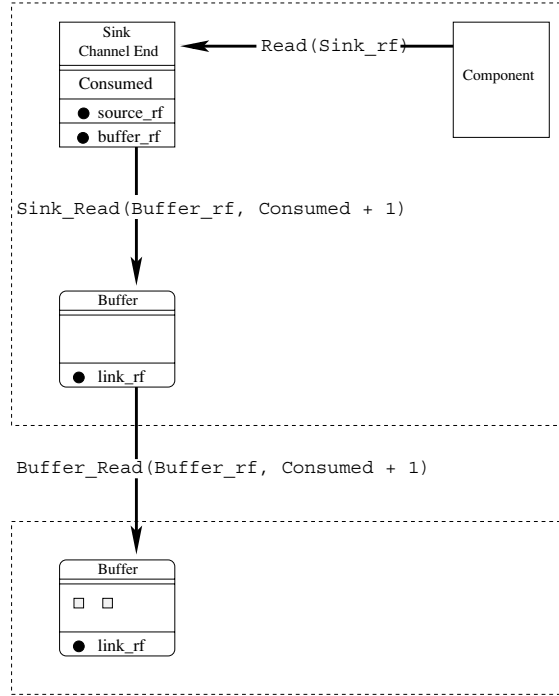 Sink
Channel End
Read(Sink_rf)
Component
Consumed
source_rf
buffer_rf
Sink_Read(Buffer_rf, Consumed + 1)
Buffer
link_rf
Buffer_Read(Buffer_rf, Consumed + 1)
Buffer
link_rf